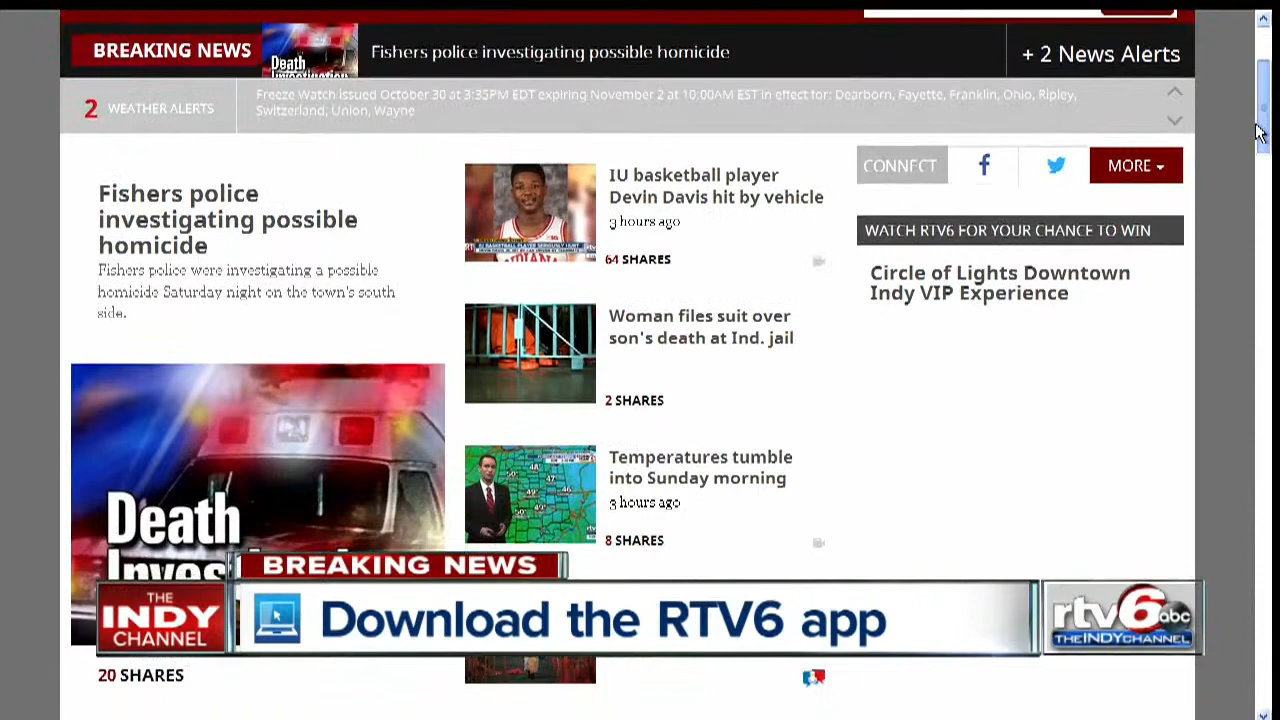 BREAKING NEWS
Death
Investigation
Fishers police investigating possible homicide
+ 2 News Alerts
2 WEATHER ALERTS
Freeze Watch issued October 30 at 3:35PM EDT expiring November 2 at 10:00AM EST in effect for: Dearborn, Fayette, Franklin, Ohio, Ripley,
Switzerland, Union, Wayne
Fishers police
investigating possible
homicide
Fishers police were investigating a possible
homicide Saturday night on the town's south
side.
Death
Inves
20 SHARES
IU basketball player
Devin Davis hit by vehicle
3 hours ago
64 SHARES
INDIANA
Woman files suit over
son's death at Ind. jail
2 SHARES
Temperatures tumble
into Sunday morning
3 hours ago
8 SHARES
CONNECT
f
MORE
WATCH RTV6 FOR YOUR CHANCE TO WIN
Circle of Lights Downtown
Indy VIP Experience
BREAKING NEWS
THE
INDY
CHANNEL
Download the RTV6 app
rtv6 abc
THEINDYCHANNEL